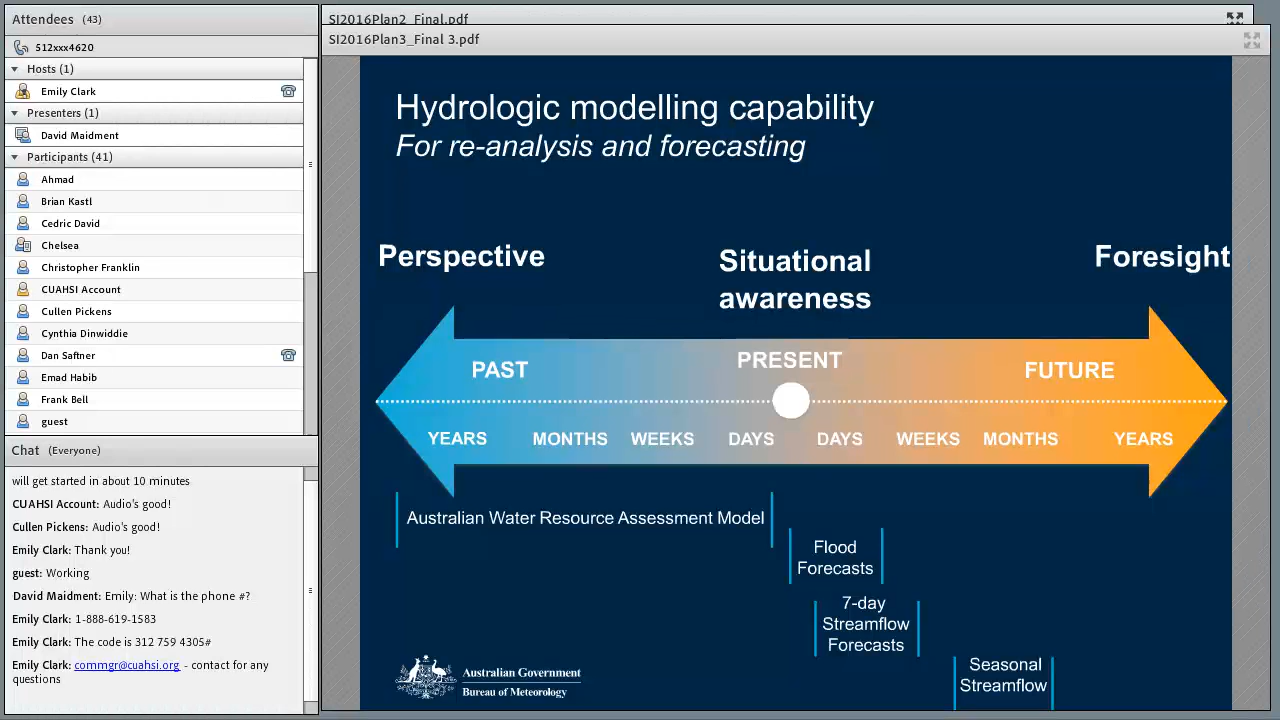 Attendees (43)
512xxx4620
Hosts (1)
Emily Clark
Presenters (1)
David Maidment
Participants (41)
Ahmad
Brian Kastl
Cedric David
Chelsea
Christopher Franklin
CUAHSI Account
Cullen Pickens
Cynthia Dinwiddie
Dan Saftner
Emad Habib
Frank Bell
guest
Chat (Everyone)
will get started in about 10 minutes
CUAHSI Account: Audio's good!
Cullen Pickens: Audio's good!
Emily Clark: Thank you!
guest: Working
David Maidment: Emily: What is the phone #?
Emily Clark: 1-888-619-1583
Emily Clark: The code is 312 759 4305#
Emily Clark: commgr@cuahsi.org - contact for any
questions
SI2016Plan2_Final.pdf
SI2016Plan3_Final 3.pdf
Hydrologic modelling capability
For re-analysis and forecasting
Perspective
Situational
awareness
Foresight
PAST
PRESENT
FUTURE
YEARS MONTHS WEEKS DAYS DAYS WEEKS MONTHS YEARS
Australian Water Resource Assessment Model
Flood
Forecasts
7-day
Streamflow
Forecasts
Seasonal
Streamflow
Australian Government
Bureau of Meteorology